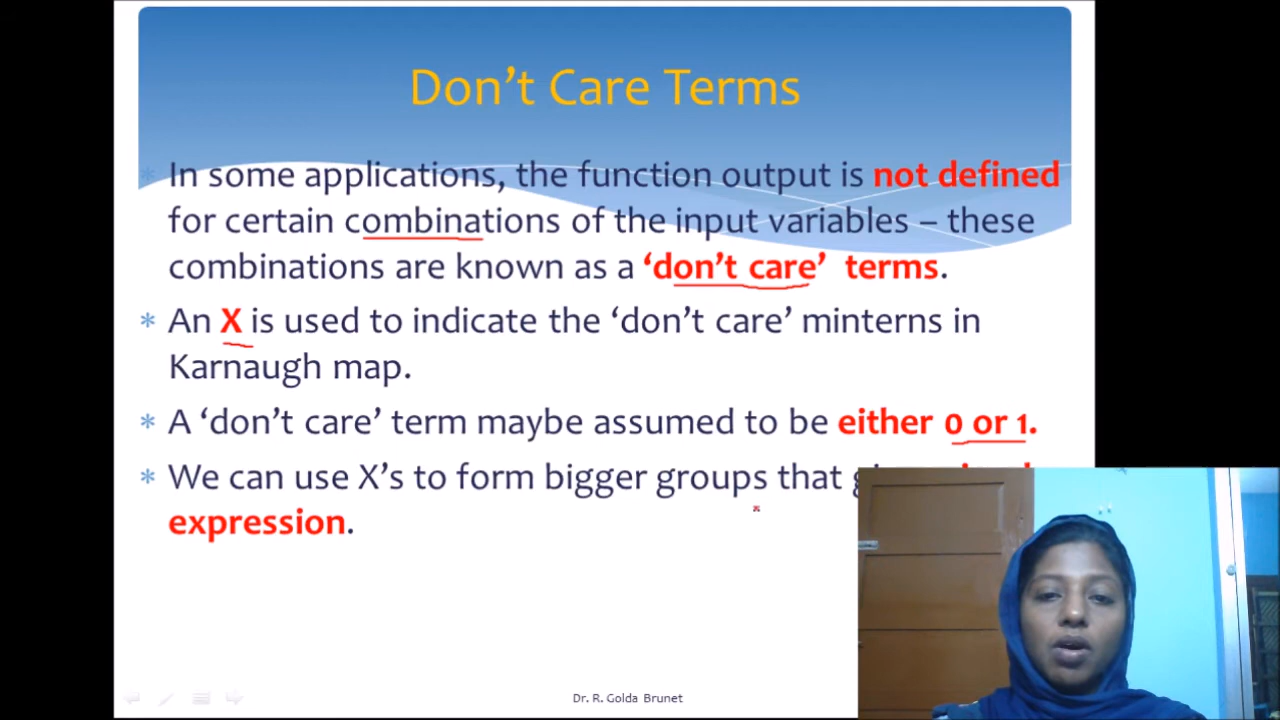 Don't Care Terms
* In some applications, the function output is not defined
for certain combinations of the input variables – these
combinations are known as a 'don't care' terms.
* An X is used to indicate the 'don't care' minterns in
Karnaugh map.
* A 'don't care' term maybe assumed to be either 0 or 1.
* We can use X's to form bigger groups that
expression.
Dr. R. Golda Brunet